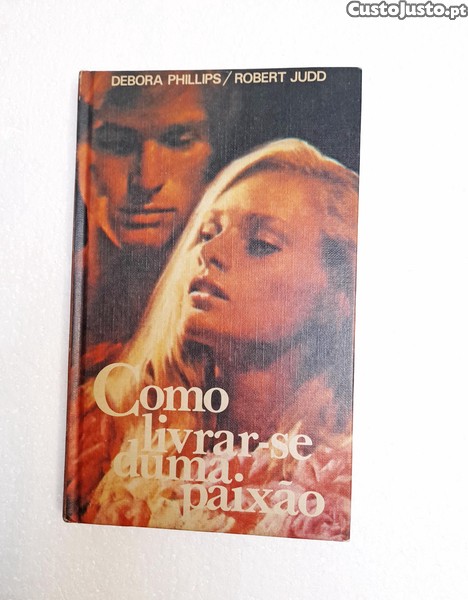 CustoJusto.pt
DEBORA PHILLIPS/ROBERT JUDD
Como
livrar-se
duma
paixão